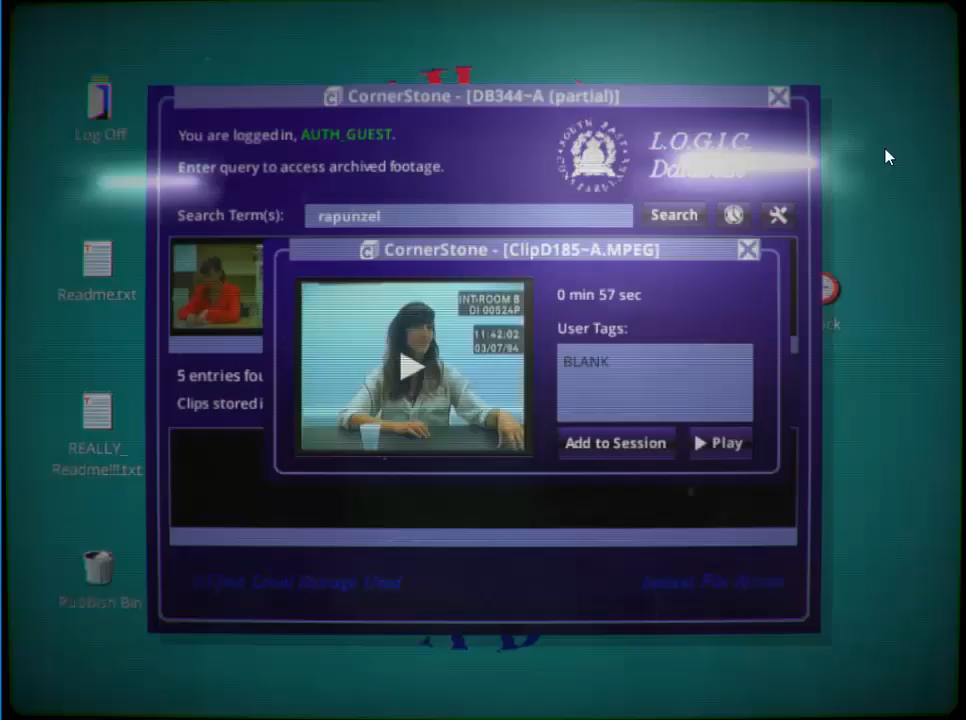 CornerStone - [DB344~A (partial)]
Log Off
You are logged in, AUTH_GUEST.
Enter query to access archived footage.
L.O.G.I.C.
Database
Search Term(s):
rapunzel
Search
CornerStone - [ClipD185~A.MPEG]
Readme.txt
INT-ROOM B
DI 00524P
11:42:02
03/07/94
0 min 57 sec
User Tags:
BLANK
5 entries fou
Clips stored i
Add to Session
Play
REALLY_
Readme!!!.txt
Rubbish Bin